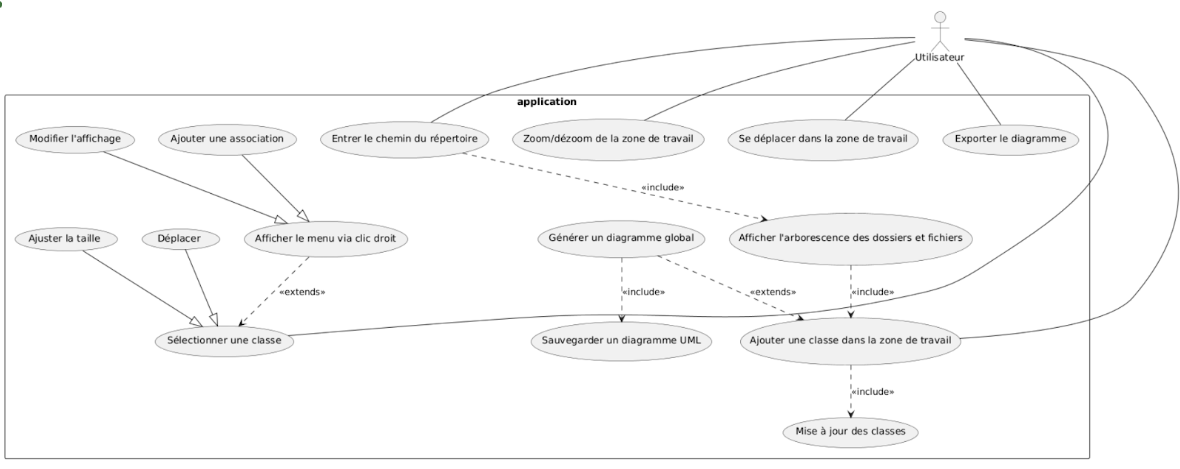 Utilisateur
application
Modifier l'affichage
Ajouter une association
Entrer le chemin du répertoire
Zoom/dézoom de la zone de travail
Se déplacer dans la zone de travail
Exporter le diagramme
«include»
Ajuster la taille
Déplacer
Afficher le menu via clic droit
Générer un diagramme global
Afficher l'arborescence des dossiers et fichiers
«extends»
«include»
«extends»
«include»
Sélectionner une classe
Sauvegarder un diagramme UML
Ajouter une classe dans la zone de travail
«include»
Mise à jour des classes